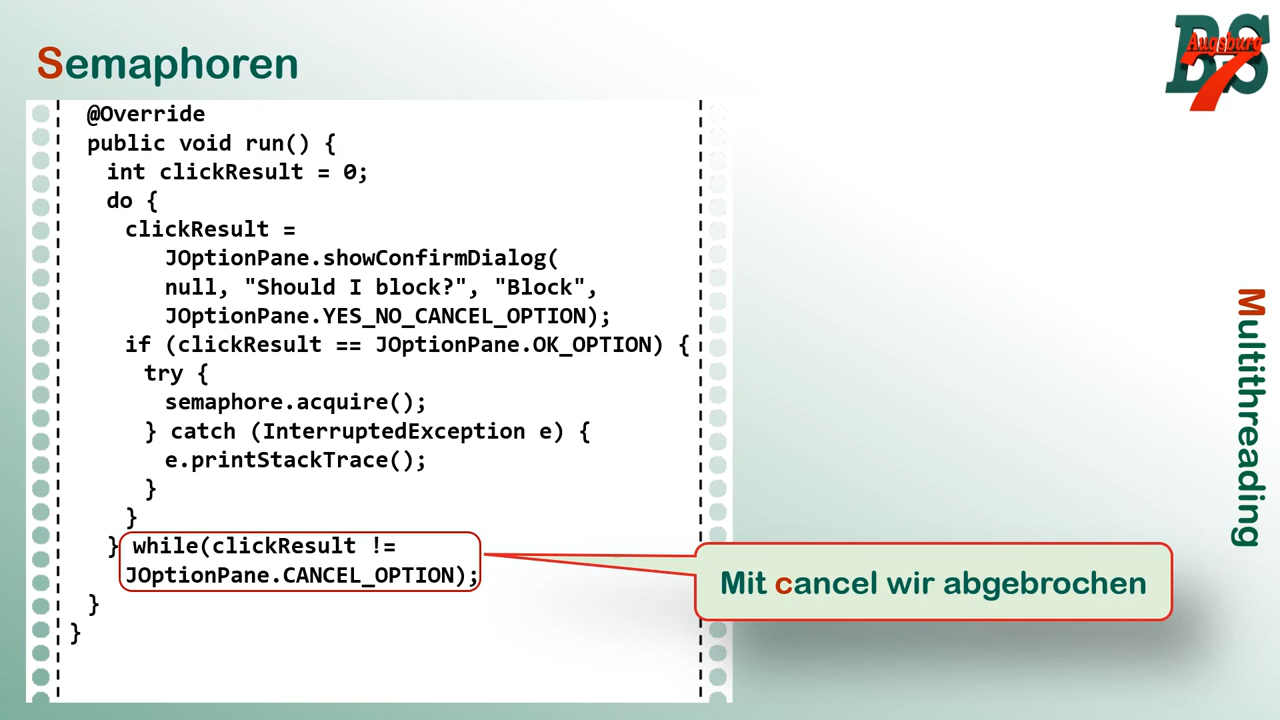 Semaphoren
BS
Augsburg
7
@Override
public void run() {
int clickResult = 0;
do {
clickResult =
JOptionPane.showConfirmDialog(
null, "Should I block?", "Block",
JOptionPane.YES_NO_CANCEL_OPTION);
if (clickResult == JOptionPane.OK_OPTION) {
try {
semaphore.acquire();
} catch (InterruptedException e) {
e.printStackTrace();
}
}
} while(clickResult !=
JOptionPane.CANCEL_OPTION);
}
}
Mit cancel wir abgebrochen
Multithreading